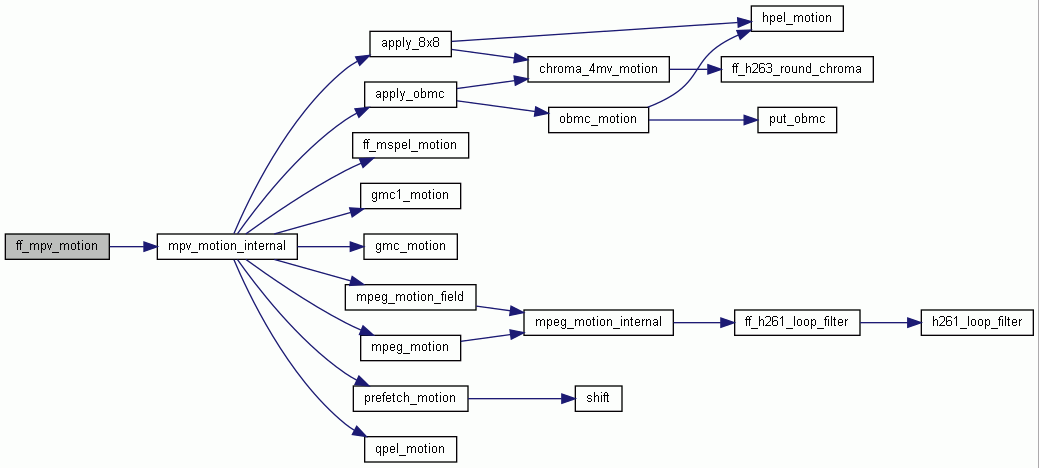 hpel_motion
apply_8x8
chroma_4mv_motion
ff_h263_round_chroma
apply_obmc
obmc_motion
put_obmc
ff_mspel_motion
gmc1_motion
ff_mpv_motion
mpv_motion_internal
gmc_motion
mpeg_motion_field
mpeg_motion_internal
ff_h261_loop_filter
h261_loop_filter
mpeg_motion
prefetch_motion
shift
qpel_motion